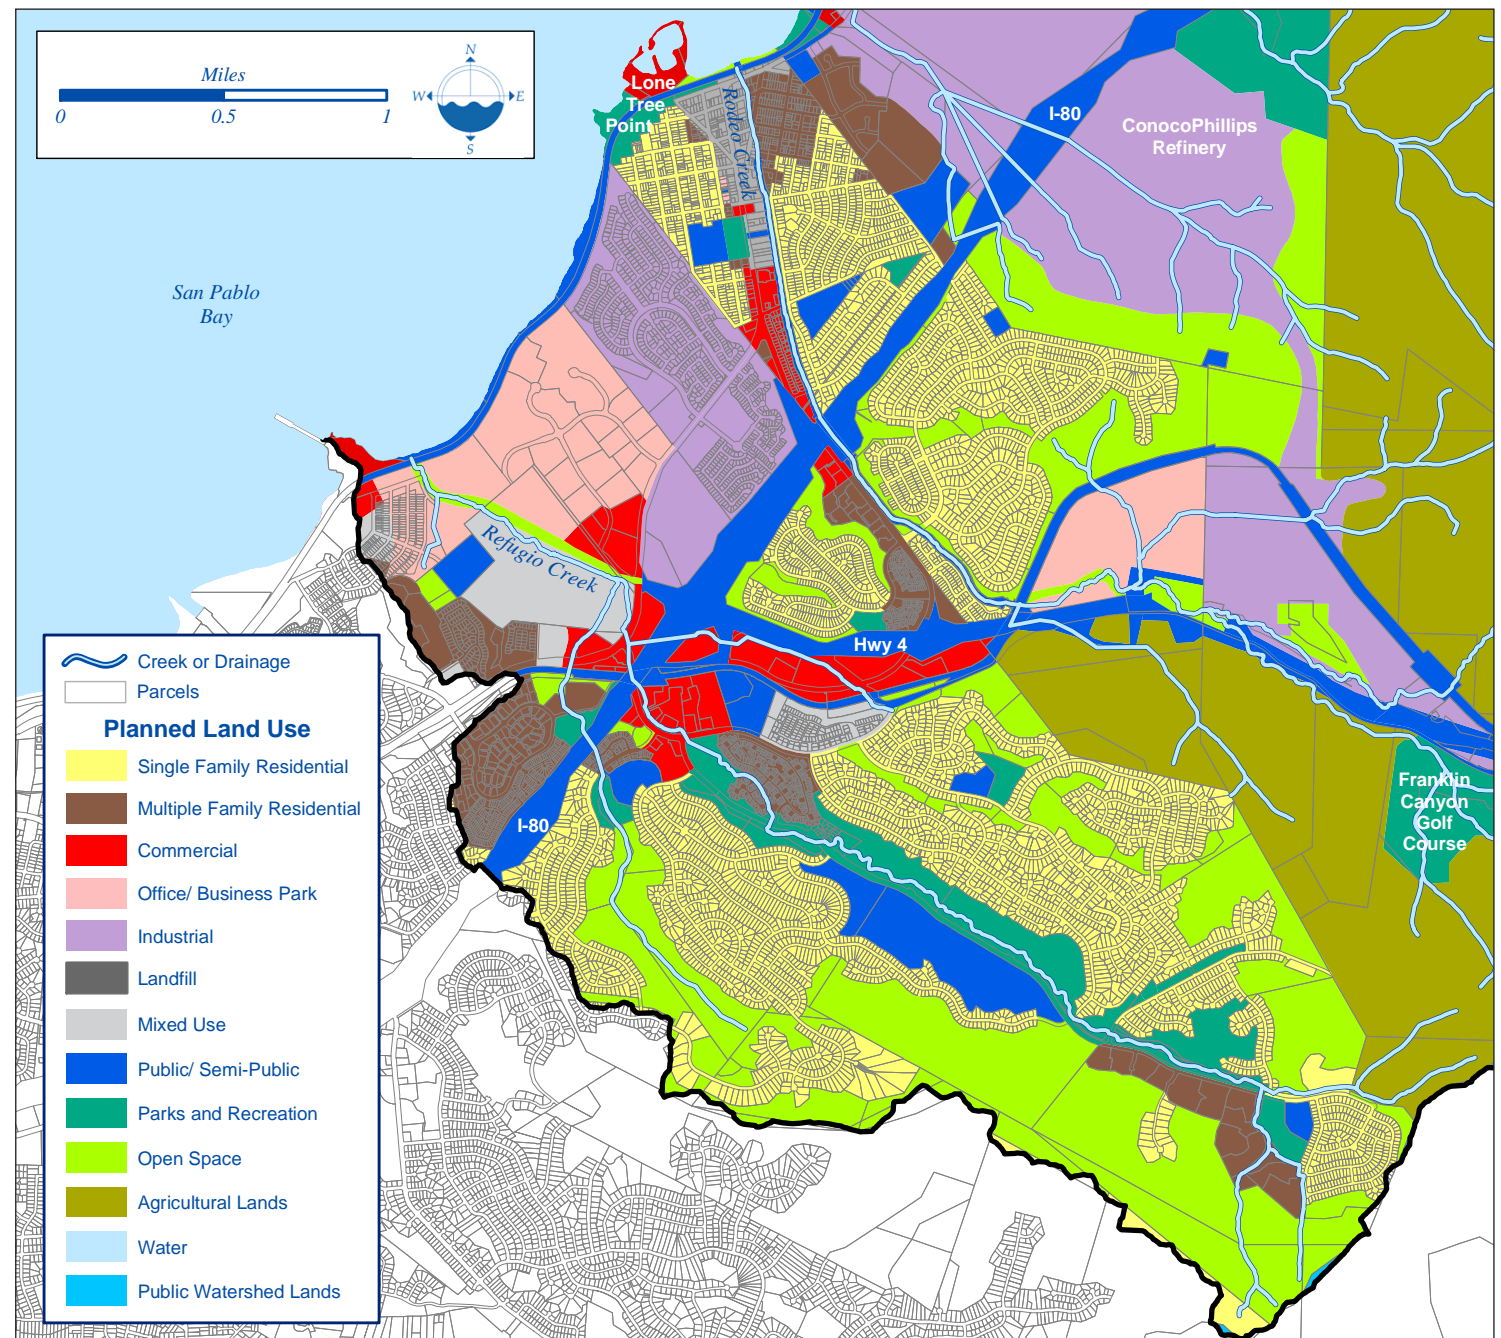 Miles
0 0.5 1
N
W E
S
Lone
Tree
Point
Rodeo Creek
I-80
ConocoPhillips
Refinery
San Pablo
Bay
Refugio Creek
Hwy 4
I-80
Franklin
Canyon
Golf
Course
Creek or Drainage
Parcels
Planned Land Use
Single Family Residential
Multiple Family Residential
Commercial
Office/ Business Park
Industrial
Landfill
Mixed Use
Public/ Semi-Public
Parks and Recreation
Open Space
Agricultural Lands
Water
Public Watershed Lands